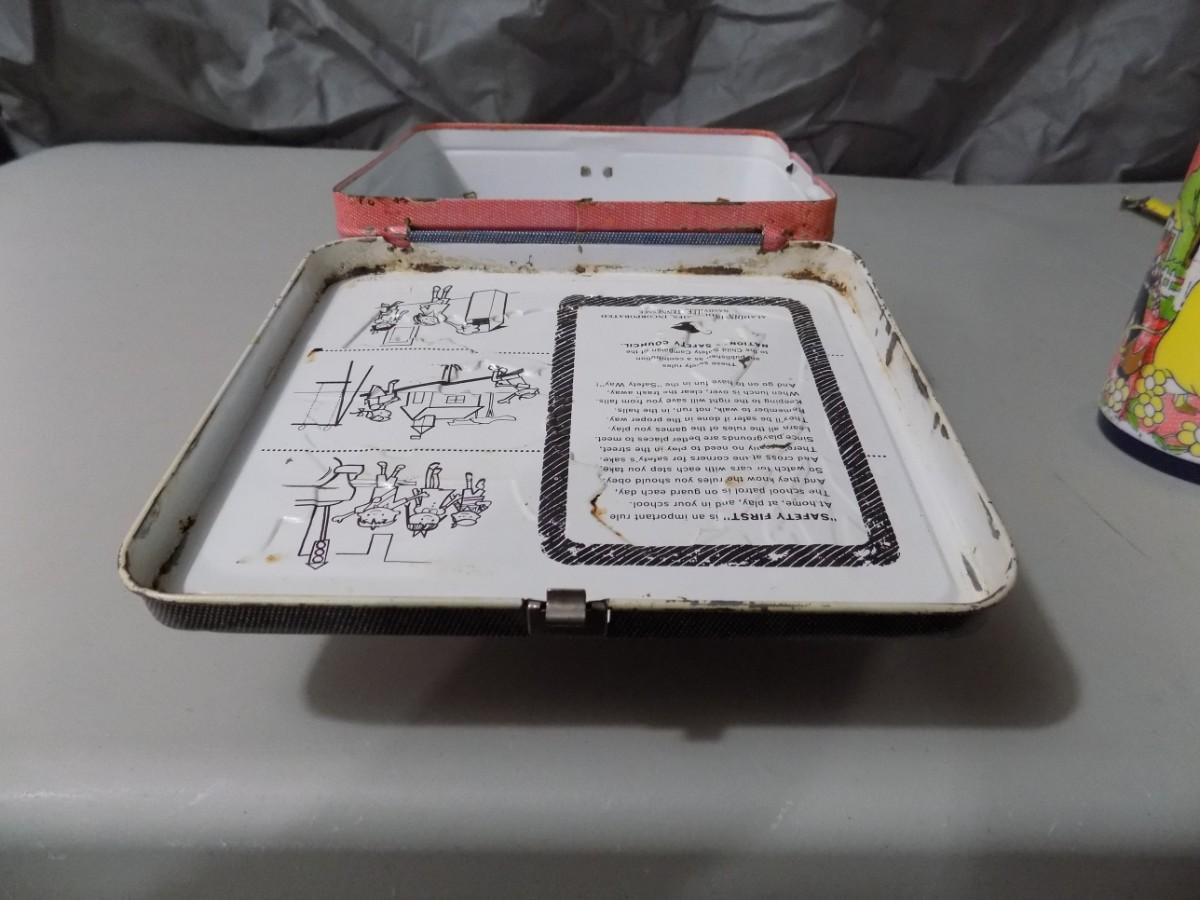 "SAFETY FIRST" is an important rule
At home, at play, and in your school.
The school patrol is on guard each day,
And they know the rules you should obey.
So watch for cars with each step you take,
And cross at the corners for safety's sake.
There's really no need to play in the street,
Since playgrounds are better places to meet.
Learn all the rules of the games you play.
They'll be safer if done in the proper way.
Remember to walk, not run, in the halls,
Keeping to the right will save you from falls.
When lunch is over, clear the trash away,
And go on to have fun in the "Safety Way"!
These safety rules
are published as a contribution
to the Child Safety Campaign of the
NATION SAFETY COUNCIL
ALADDIN INCORPORATED
NASHVILLE, TENNESSEE